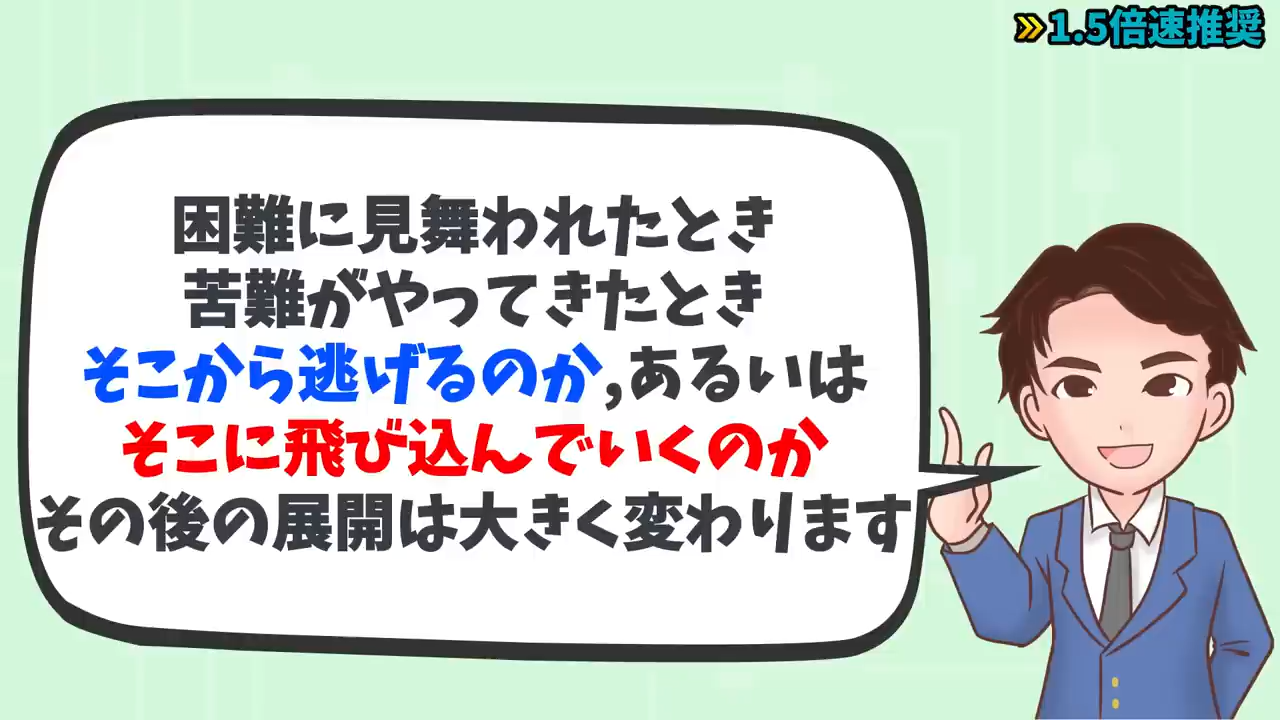 »1.5倍速推奨
困難に見舞われたとき
苦難がやってきたとき
そこから逃げるのか,あるいは
そこに飛び込んでいくのか
その後の展開は大きく変わります